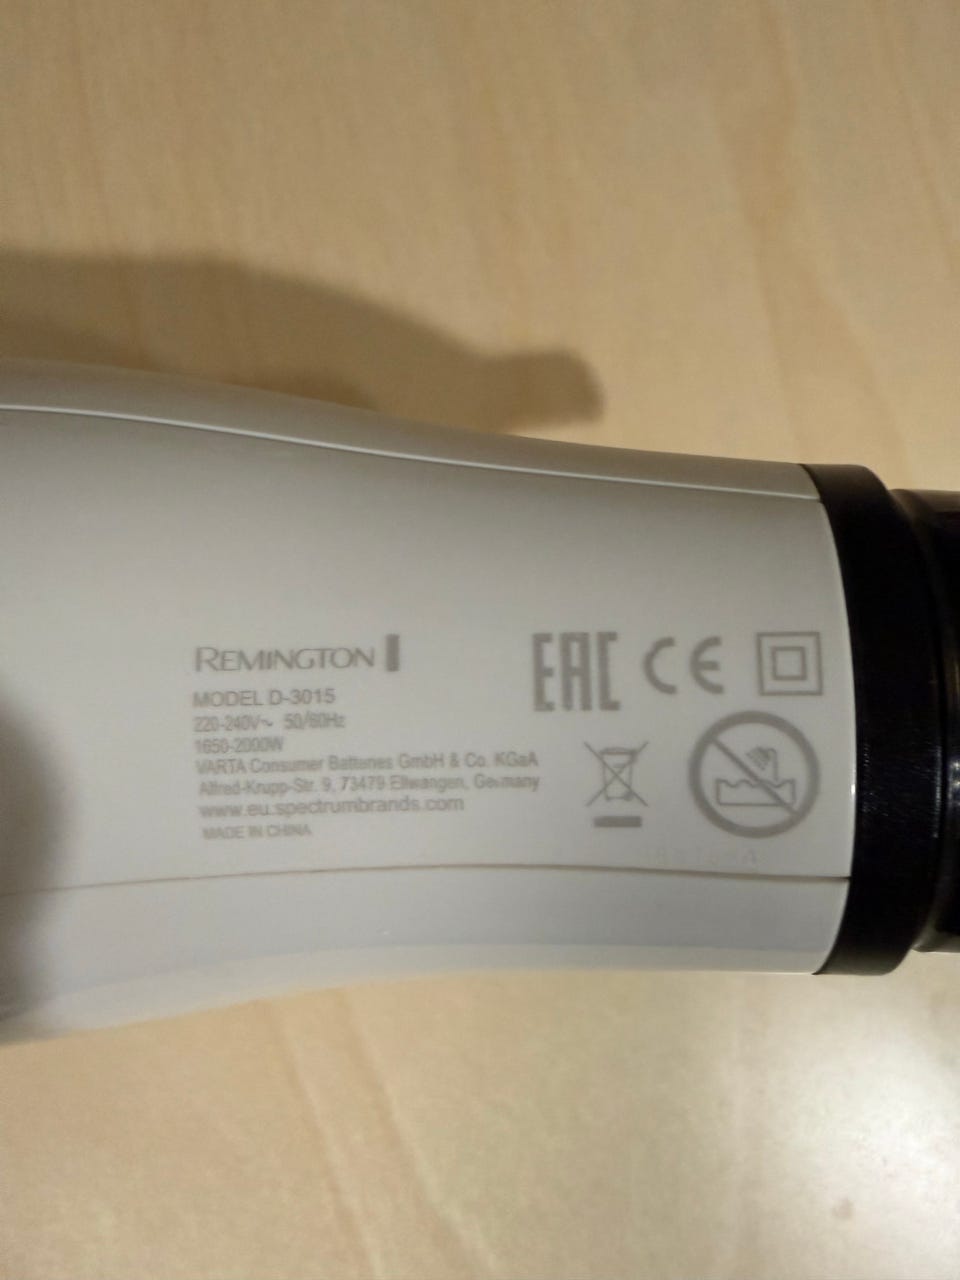 REMINGTON
MODEL D-3015
220-240V~ 50/60Hz
1650-2000W
VARTA Consumer Batteries GmbH & Co. KGaA
Alfred-Krupp-Str. 9, 73479 Ellwangen, Germany
www.eu.spectrumbrands.com
MADE IN CHINA
EAC CE